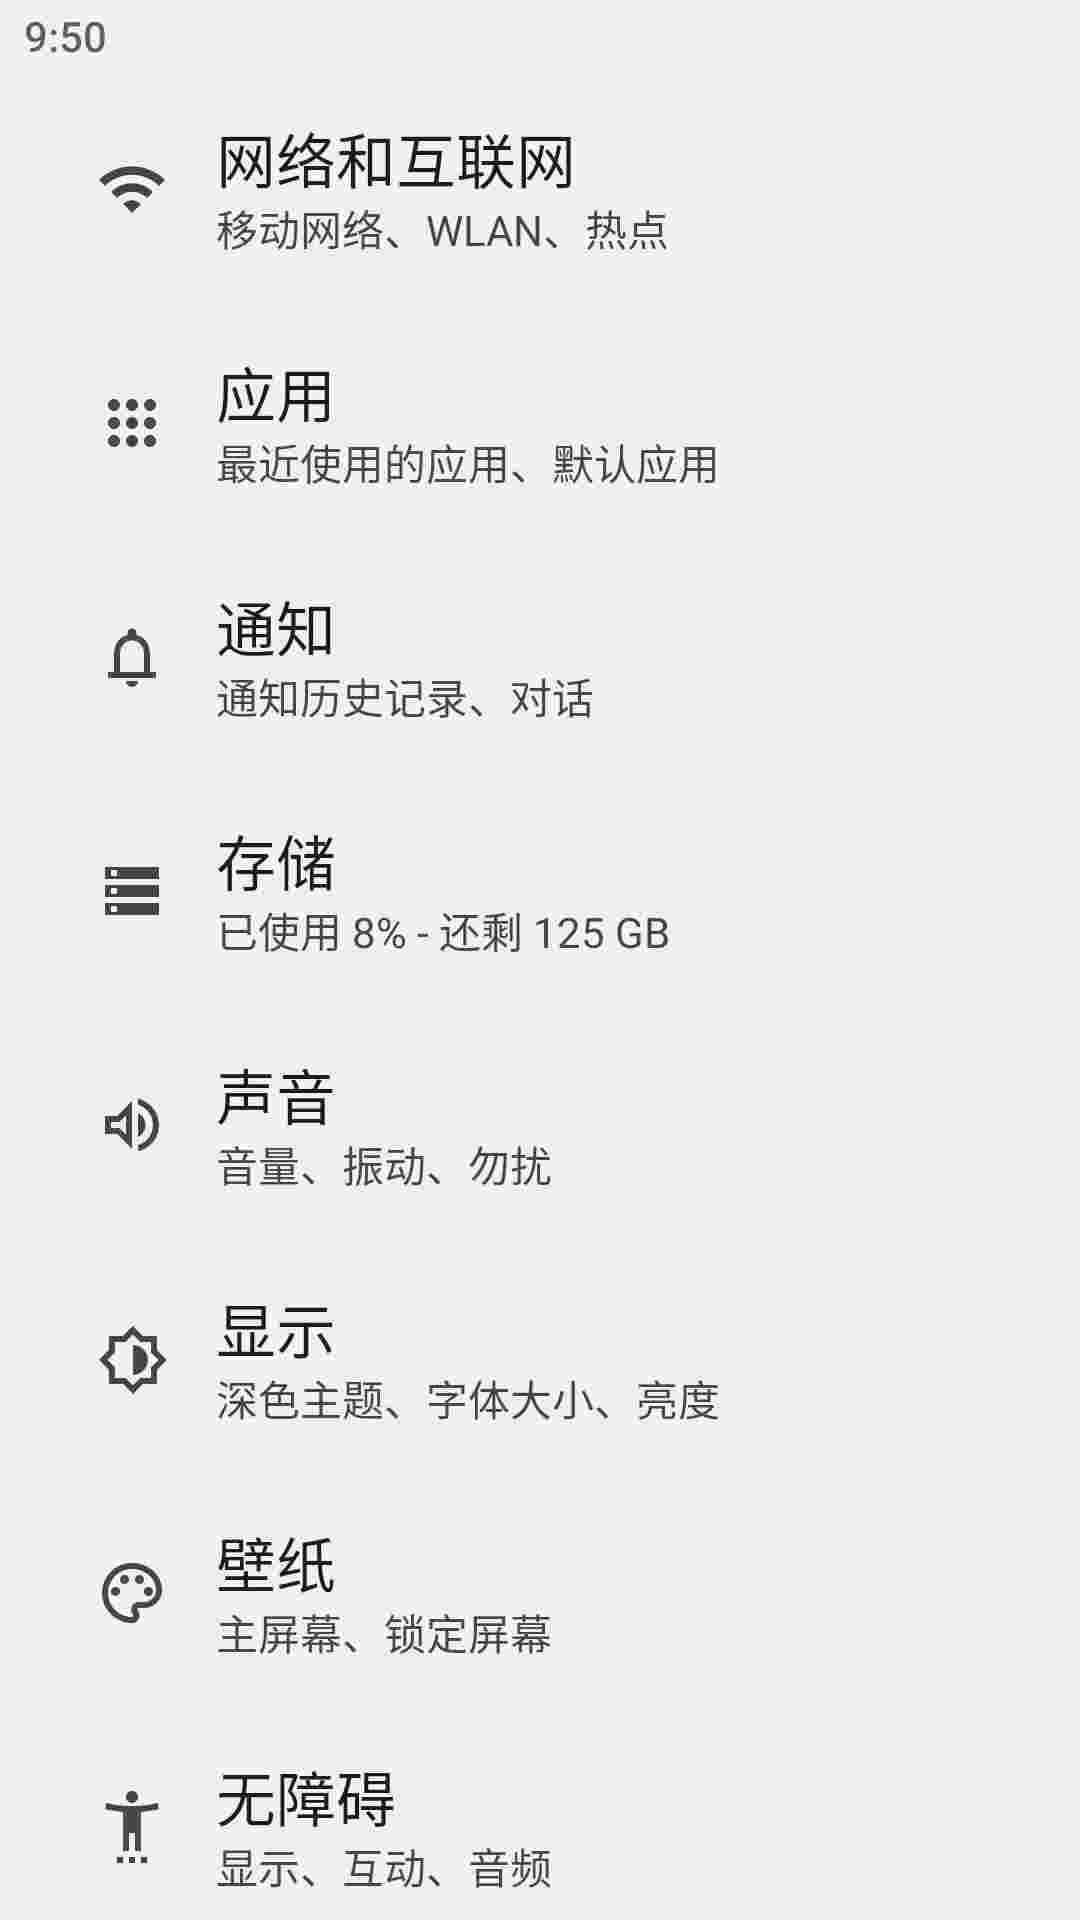 9:50
网络和互联网
移动网络、WLAN、热点
应用
最近使用的应用、默认应用
通知
通知历史记录、对话
存储
已使用 8% - 还剩 125 GB
声音
音量、振动、勿扰
显示
深色主题、字体大小、亮度
壁纸
主屏幕、锁定屏幕
无障碍
显示、互动、音频